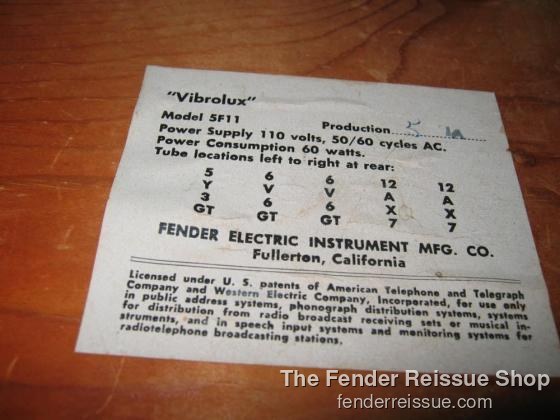 "Vibrolux"
Model 5F11 Production
Power Supply 110 volts, 50/60 cycles AC.
Power Consumption 60 watts.
Tube locations left to right at rear:
5 6 6 12 12
Y V V A A
3 6 6 X X
GT GT GT 7 7
FENDER ELECTRIC INSTRUMENT MFG. CO.
Fullerton, California
Licensed under U. S. patents of American Telephone and Telegraph
Company and Western Electric Company, Incorporated, for use only
in public address systems, phonograph distribution systems, systems
for distribution from radio broadcast receiving sets or musical in-
struments, and in speech input systems and monitoring systems for
radiotelephone broadcasting stations.
The Fender Reissue Shop
fenderreissue.com